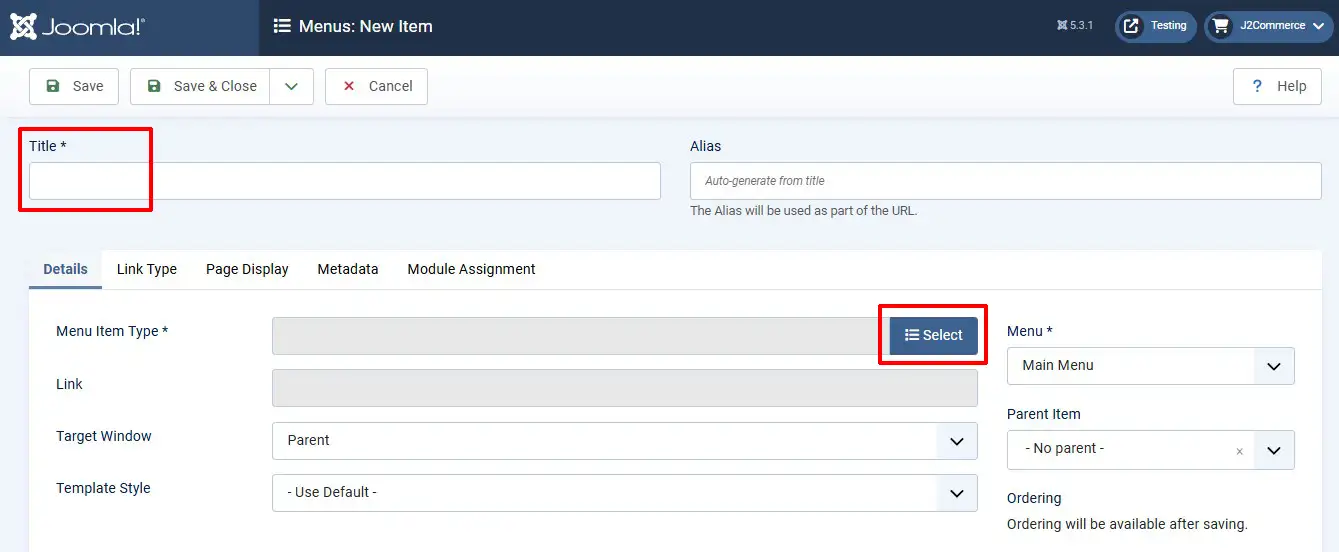 Joomla!® Menus: New Item 5.3.1 Testing J2Commerce
Save Save & Close Cancel ? Help
Title * Alias
Auto-generate from title
The Alias will be used as part of the URL.
Details Link Type Page Display Metadata Module Assignment
Menu Item Type * Select Menu *
Main Menu
Link
Parent Item
Target Window Parent
- No parent -
Template Style - Use Default -
Ordering
Ordering will be available after saving.